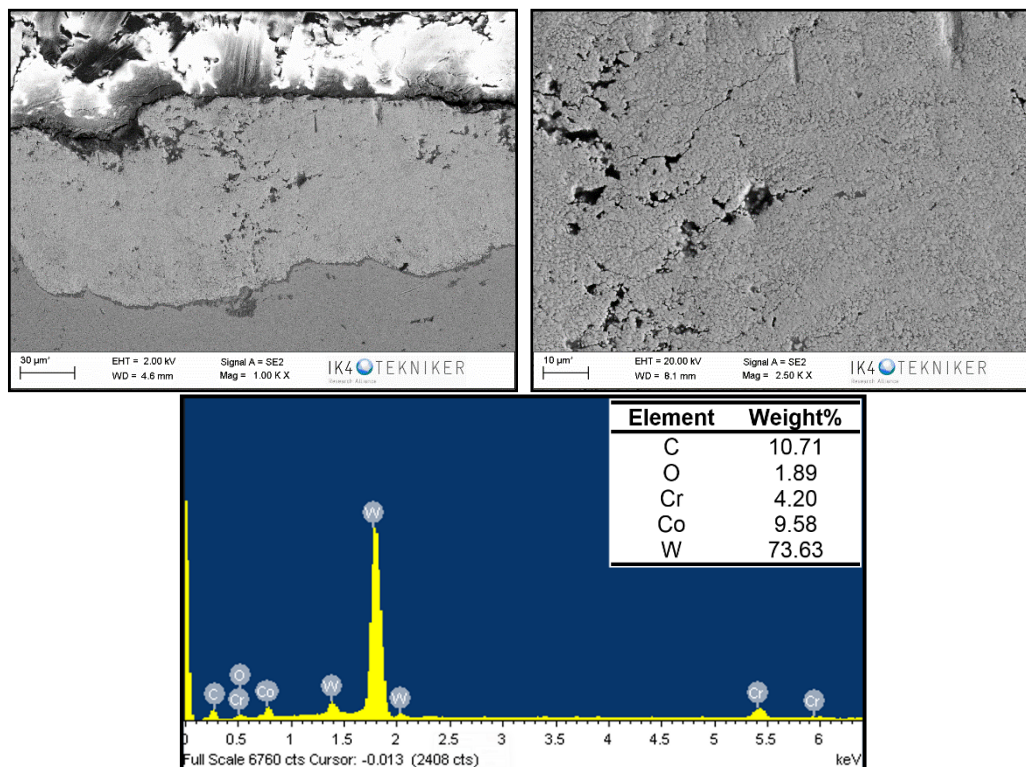 30 µm*
EHT = 2.00 kV
Signal A = SE2
WD = 4.6 mm
Mag = 1.00 K X
IK4 TEKNIKER
Research Alliance
10 µm*
EHT = 20.00 kV
Signal A = SE2
WD = 8.1 mm
Mag = 2.50 K X
IK4 TEKNIKER
Research Alliance
Element Weight%
C 10.71
O 1.89
Cr 4.20
Co 9.58
W 73.63
W
O
C Cr Co W W Cr Cr
0 0.5 1 1.5 2 2.5 3 3.5 4 4.5 5 5.5 6
Full Scale 6760 cts Cursor: -0.013 (2408 cts) keV